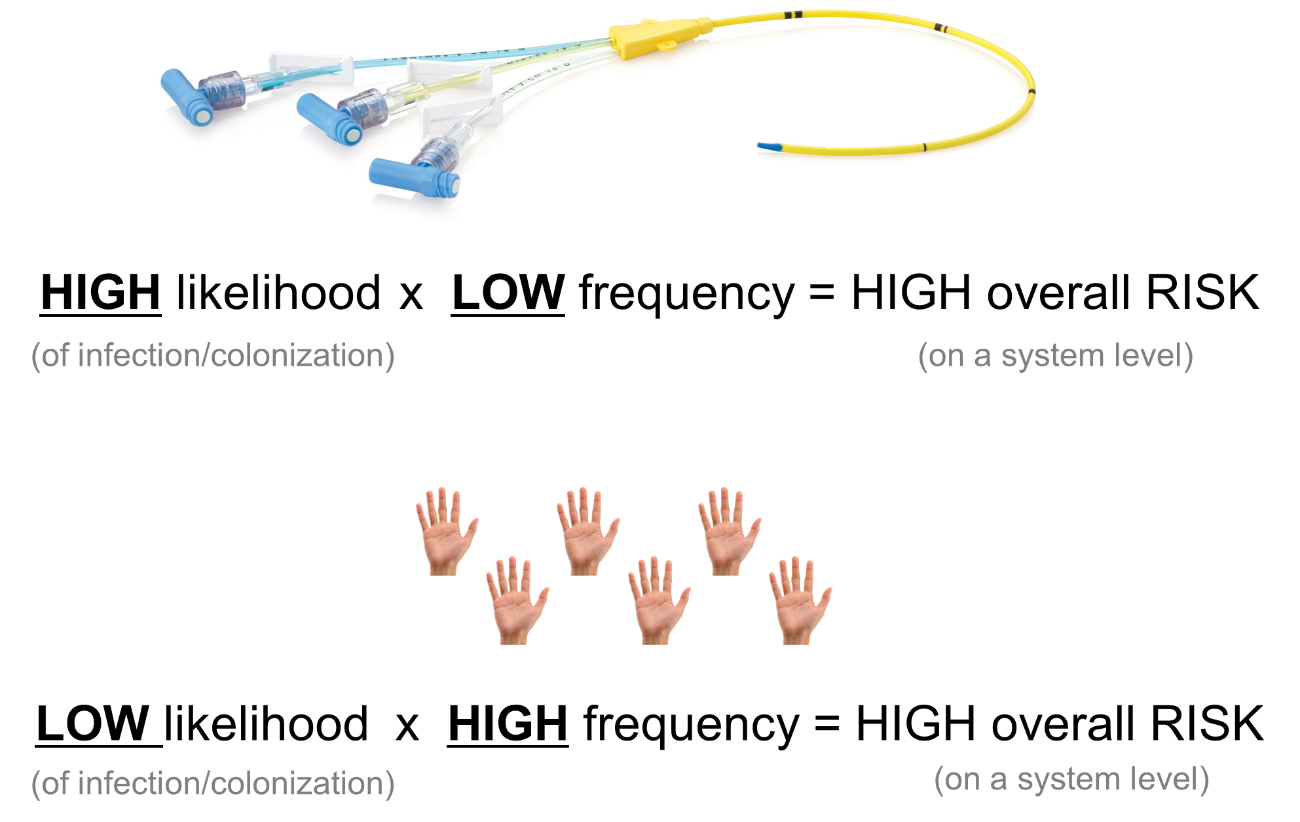 HIGH likelihood x LOW frequency = HIGH overall RISK
(of infection/colonization) (on a system level)
LOW likelihood x HIGH frequency = HIGH overall RISK
(of infection/colonization) (on a system level)